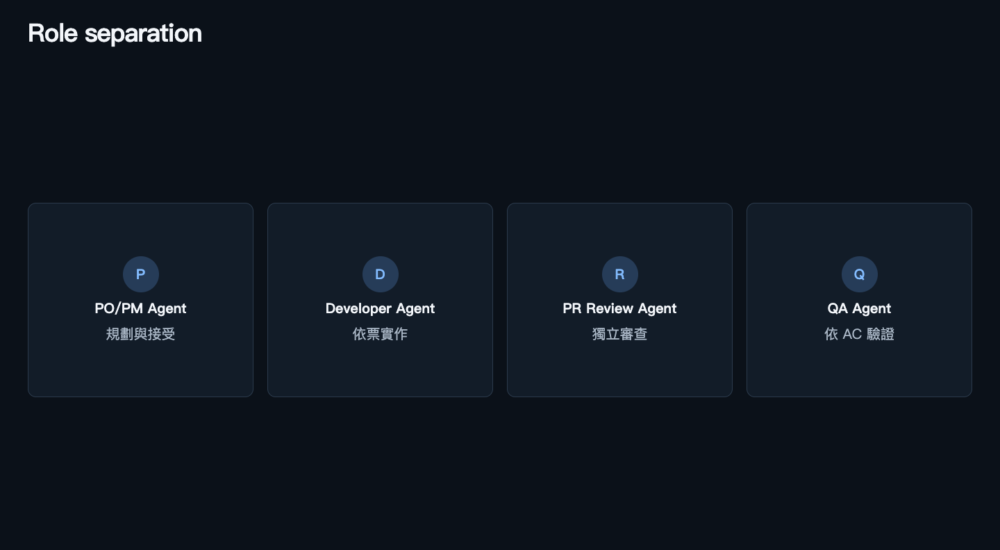 Role separation
P
PO/PM Agent
規劃與接受
D
Developer Agent
依票實作
R
PR Review Agent
獨立審查
Q
QA Agent
依 AC 驗證